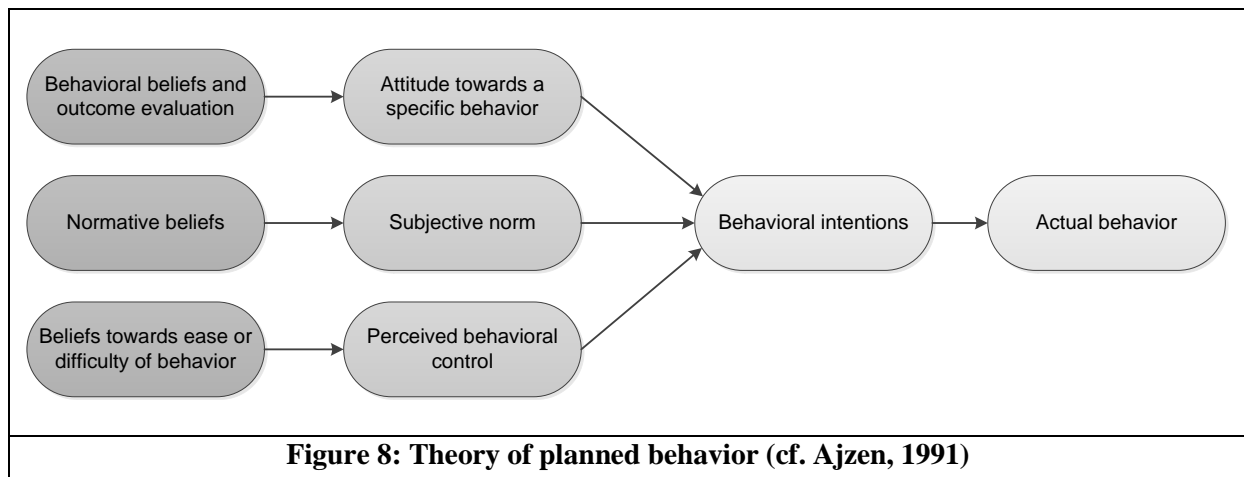 Behavioral beliefs and
outcome evaluation
Attitude towards a
specific behavior
Normative beliefs
Subjective norm
Behavioral intentions
Actual behavior
Beliefs towards ease or
difficulty of behavior
Perceived behavioral
control
Figure 8: Theory of planned behavior (cf. Ajzen, 1991)